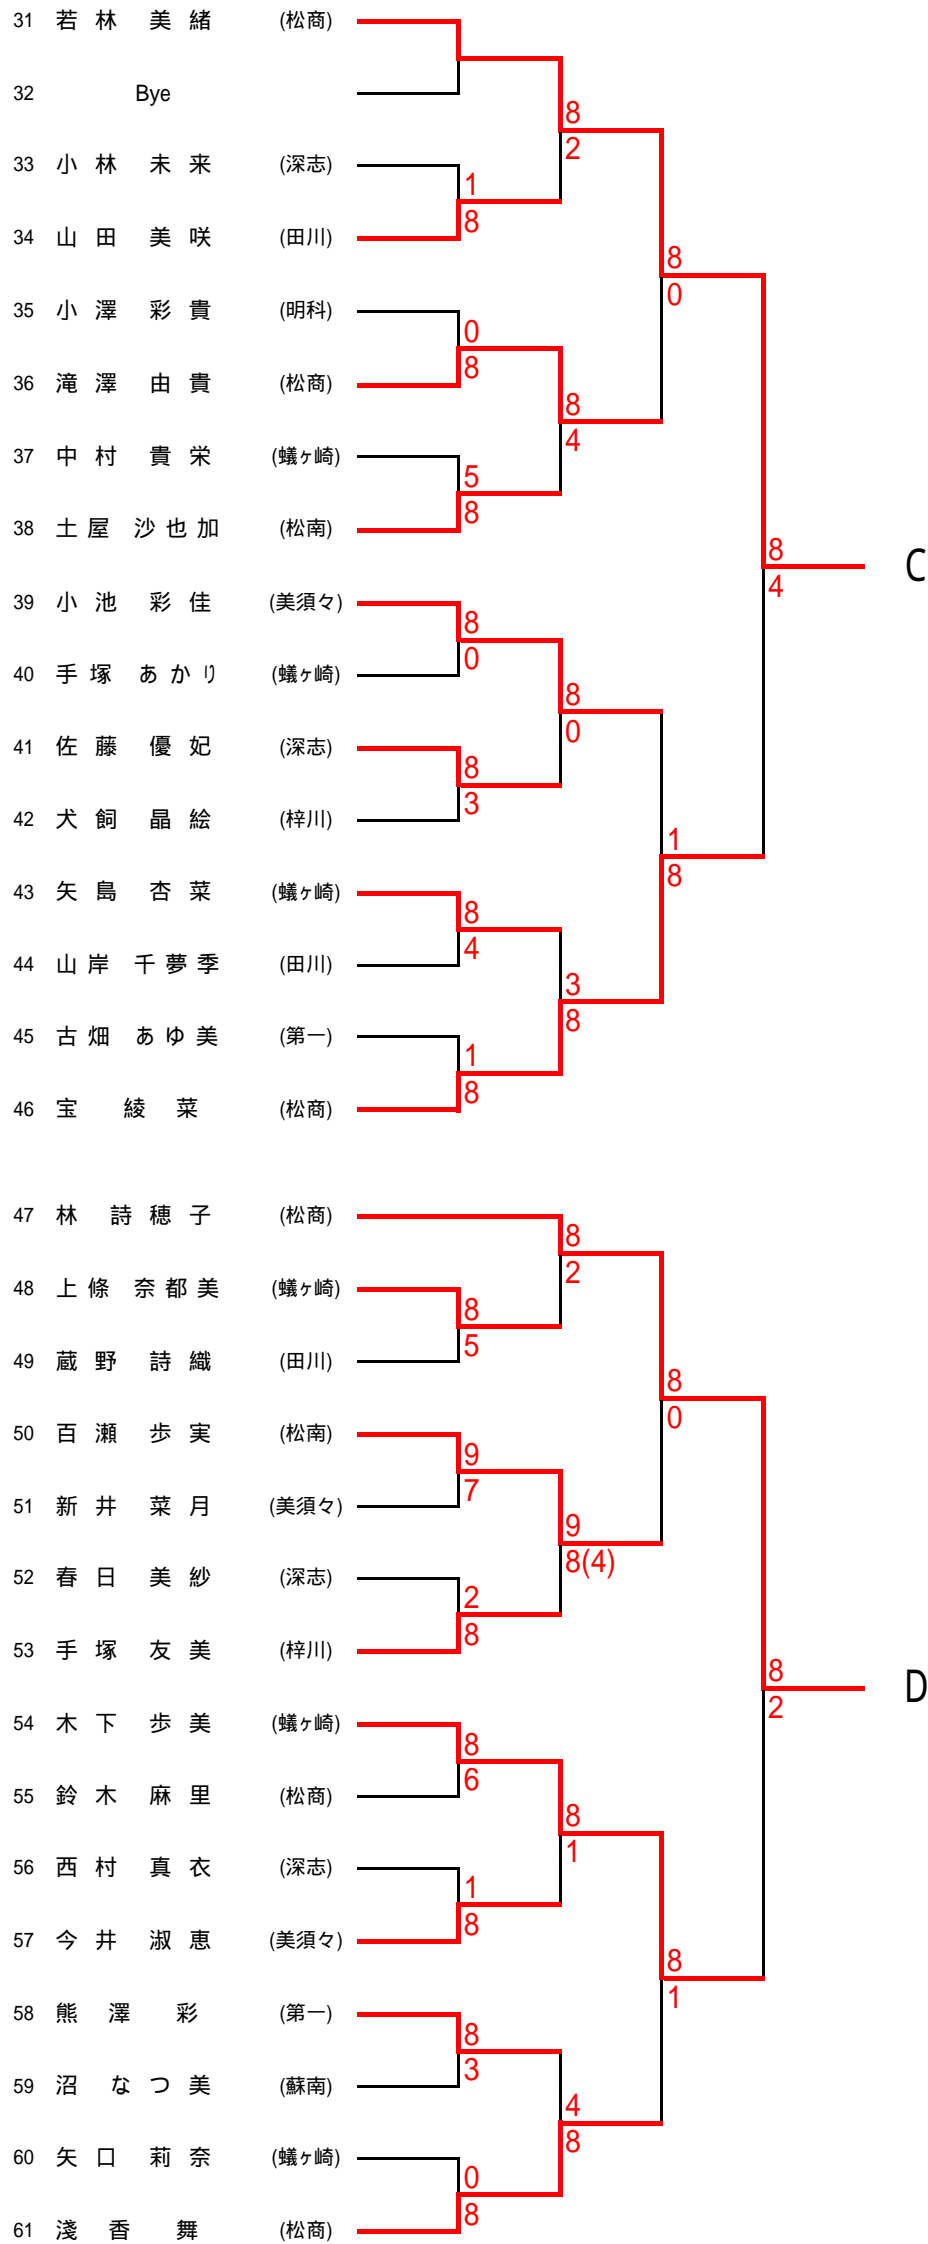 31 若林 美緒 (松商)
8
32 Bye
2
33 小林 未来 (深志)
1
8
34 山田 美咲 (田川)
8
0
35 小澤 彩貴 (明科)
0
8
36 滝澤 由貴 (松商)
8
4
37 中村 貴栄 (蟻ヶ崎)
5
8
38 土屋 沙也加 (松南)
8
C
4
39 小池 彩佳 (美須々)
8
0
40 手塚 あかり (蟻ヶ崎)
8
0
41 佐藤 優妃 (深志)
8
3
42 犬飼 晶絵 (梓川)
1
8
43 矢島 杏菜 (蟻ヶ崎)
8
4
44 山岸 千夢季 (田川)
3
8
45 古畑 あゆ美 (第一)
1
8
46 宝 綾菜 (松商)
47 林 詩穂子 (松商)
8
2
48 上條 奈都美 (蟻ヶ崎)
8
5
49 蔵野 詩織 (田川)
8
0
50 百瀬 歩実 (松南)
9
7
51 新井 菜月 (美須々)
9
8(4)
52 春日 美紗 (深志)
2
8
53 手塚 友美 (梓川)
8
D
2
54 木下 歩美 (蟻ヶ崎)
8
6
55 鈴木 麻里 (松商)
8
1
56 西村 真衣 (深志)
1
8
57 今井 淑恵 (美須々)
8
1
58 熊澤 彩 (第一)
8
3
59 沼 なつ美 (蘇南)
4
8
60 矢口 莉奈 (蟻ヶ崎)
0
8
61 淺香 舞 (松商)